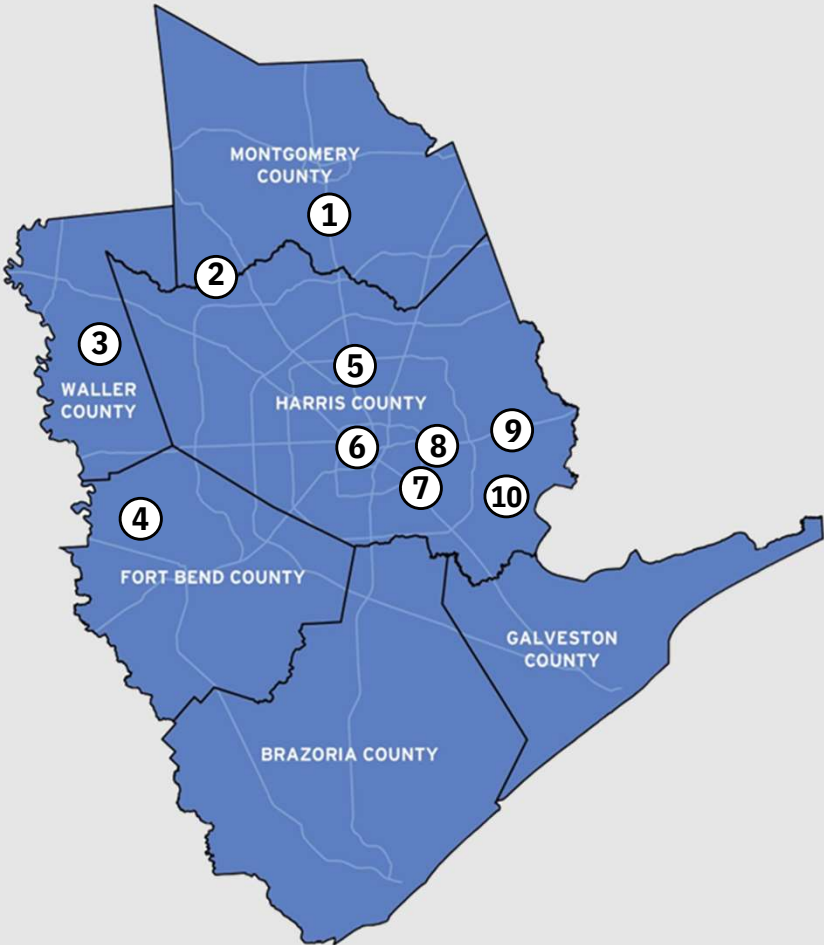 MONTGOMERY
COUNTY
1
2
3
WALLER
COUNTY
5
HARRIS COUNTY
6
8
9
7
10
4
FORT BEND COUNTY
GALVESTON
COUNTY
BRAZORIA COUNTY